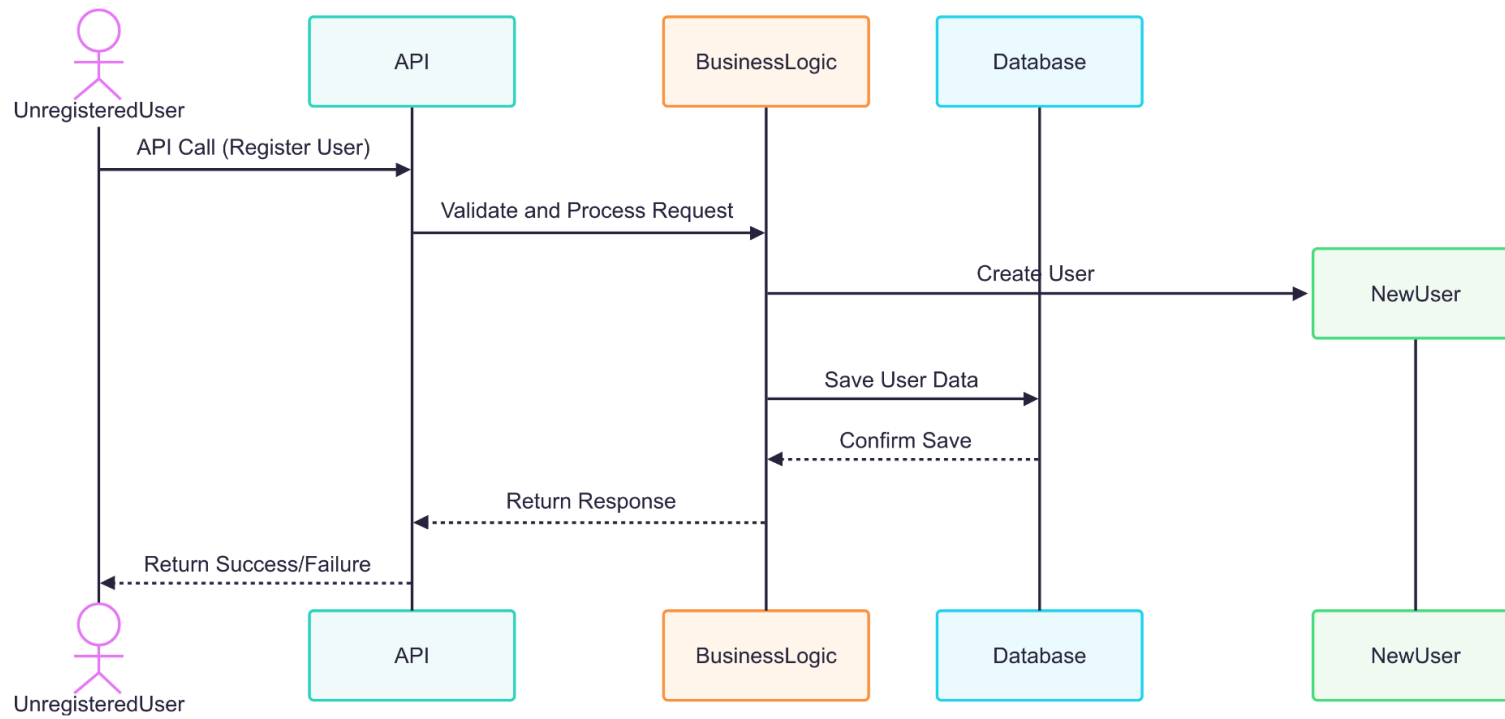 UnregisteredUser
API
BusinessLogic
Database
API Call (Register User)
Validate and Process Request
Create User
NewUser
Save User Data
Confirm Save
Return Response
Return Success/Failure
UnregisteredUser
API
BusinessLogic
Database
NewUser